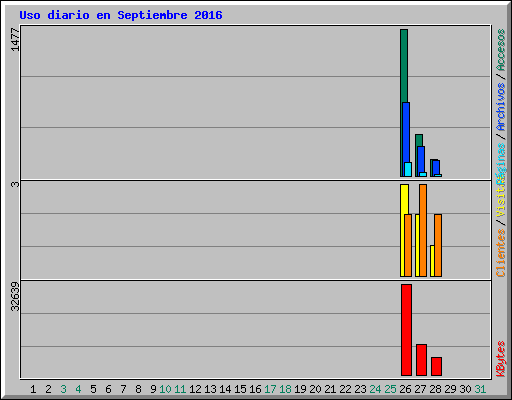 Uso diario en Septiembre 2016
1477
3
32639
Accesos / Archivos / Páginas
Visitas / Clientes
KBytes
1 2 3 4 5 6 7 8 9 10 11 12 13 14 15 16 17 18 19 20 21 22 23 24 25 26 27 28 29 30 31